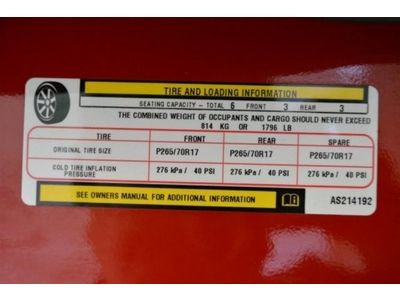 TIRE AND LOADING INFORMATION
SEATING CAPACITY - TOTAL 6 FRONT 3 REAR 3
THE COMBINED WEIGHT OF OCCUPANTS AND CARGO SHOULD NEVER EXCEED
814 KG OR 1796 LB
TIRE FRONT REAR SPARE
ORIGINAL TIRE SIZE P265/70R17 P265/70R17 P265/70R17
COLD TIRE INFLATION PRESSURE 276 kPa / 40 PSI 276 kPa / 40 PSI 276 kPa / 40 PSI
SEE OWNERS MANUAL FOR ADDITIONAL INFORMATION AS214192